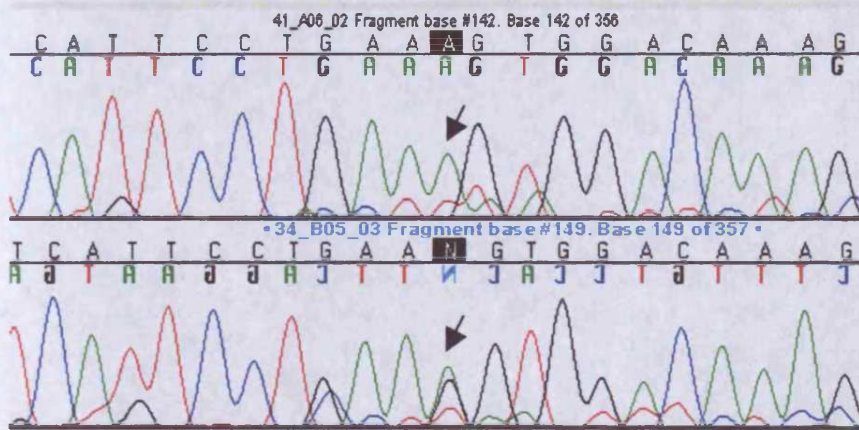 41_A06_02 Fragment base #142. Base 142 of 356
C A T T C C T G A A A G T G G A C A A A G
C A T T C C T G A A A G T G G A C A A A G
• 34_B05_03 Fragment base #149. Base 149 of 357 •
T C A T T C C T G A A N G T G G A C A A A G
A G T A A G G A C T T N C A C C T G T T T C